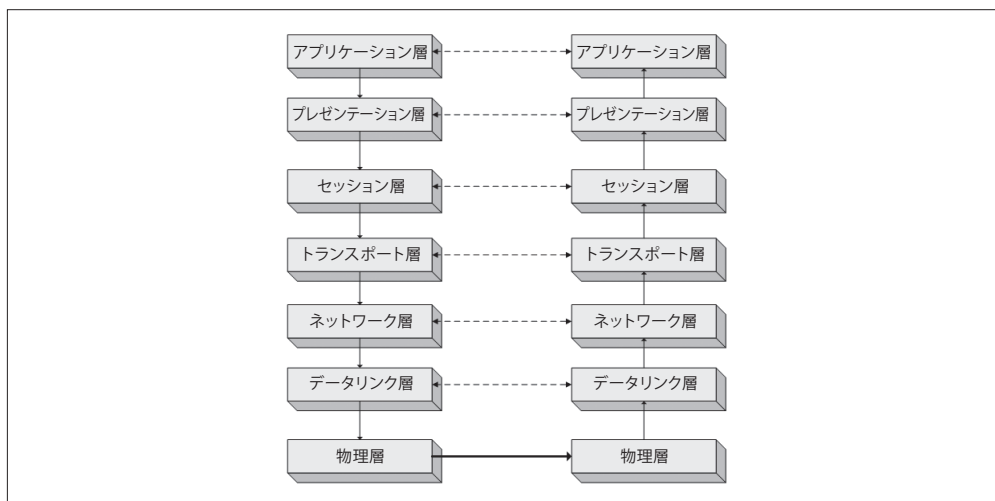 アプリケーション層 アプリケーション層
プレゼンテーション層 プレゼンテーション層
セッション層 セッション層
トランスポート層 トランスポート層
ネットワーク層 ネットワーク層
データリンク層 データリンク層
物理層 物理層